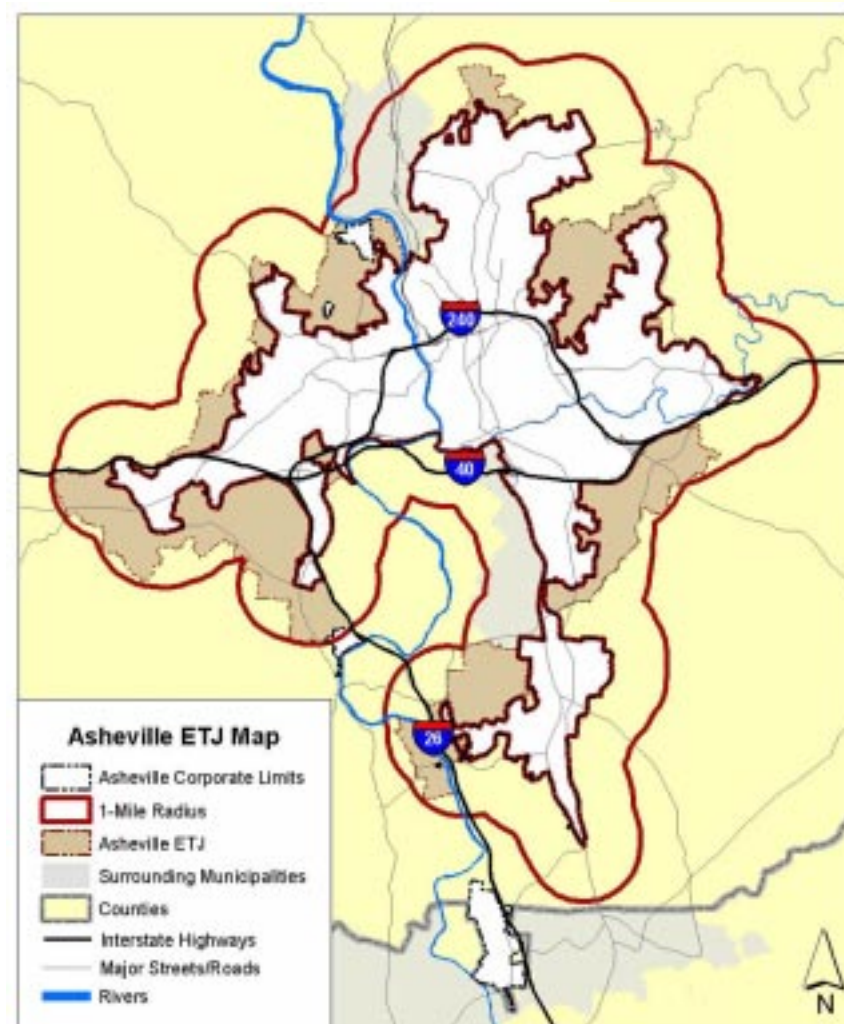 240
40
26
Asheville ETJ Map
Asheville Corporate Limits
1-Mile Radius
Asheville ETJ
Surrounding Municipalities
Counties
Interstate Highways
Major Streets/Roads
Rivers
N